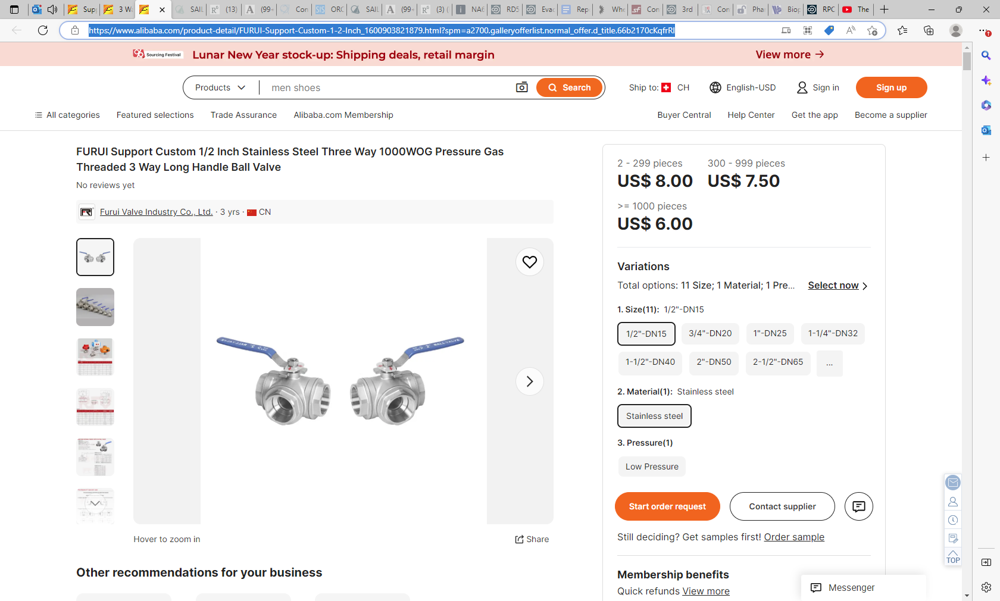 Sup
3 W
SAIL
(13)
(99+
Con
ORC
SAIL
(99+
(3) (
NA
RD5
Evac
Rep
Whe
Con
3rd
Con
Phar
Biop
RPC
The
https://www.alibaba.com/product-detail/FURUI-Support-Custom-1-2-Inch_1600903821879.html?spm=a2700.galleryofferlist.normal_offer.d_title.66b2170cKqfrRI
Sourcing Festival
Lunar New Year stock-up: Shipping deals, retail margin
View more →
Products
men shoes
Search
Ship to: CH
English-USD
Sign in
Sign up
All categories
Featured selections
Trade Assurance
Alibaba.com Membership
Buyer Central
Help Center
Get the app
Become a supplier
FURUI Support Custom 1/2 Inch Stainless Steel Three Way 1000WOG Pressure Gas
Threaded 3 Way Long Handle Ball Valve
No reviews yet
FR
Furui Valve Industry Co., Ltd. · 3 yrs · CN
Hover to zoom in
Share
Other recommendations for your business
2 - 299 pieces
US$ 8.00
300 - 999 pieces
US$ 7.50
>= 1000 pieces
US$ 6.00
Variations
Total options: 11 Size; 1 Material; 1 Pre...
Select now
1. Size(11): 1/2"-DN15
1/2"-DN15
3/4"-DN20
1"-DN25
1-1/4"-DN32
1-1/2"-DN40
2"-DN50
2-1/2"-DN65
...
2. Material(1): Stainless steel
Stainless steel
3. Pressure(1)
Low Pressure
Start order request
Contact supplier
Still deciding? Get samples first! Order sample
Membership benefits
Quick refunds View more
TOP
Messenger